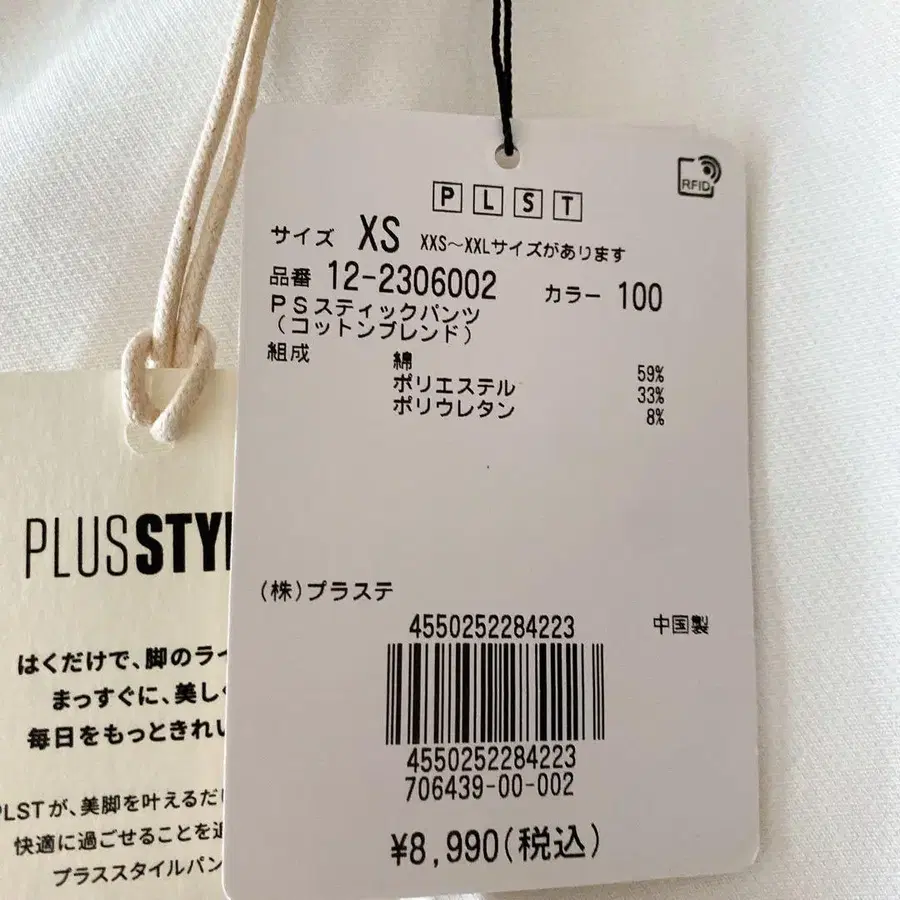 PLST
RFID
サイズ XS XXS~XXLサイズがあります
品番 12-2306002 カラー 100
PSスティックパンツ
(コットンブレンド)
組成 綿 59%
ポリエステル 33%
ポリウレタン 8%
(株)プラステ
中国製
4550252284223
4550252284223
706439-00-002
¥8,990(税込)
PLUSSTY
はくだけで、脚のラ
まっすぐに、美し
毎日をもっときれい
PLSTが、美脚を叶えるだ
快適に過ごせることを追
プラススタイルパン